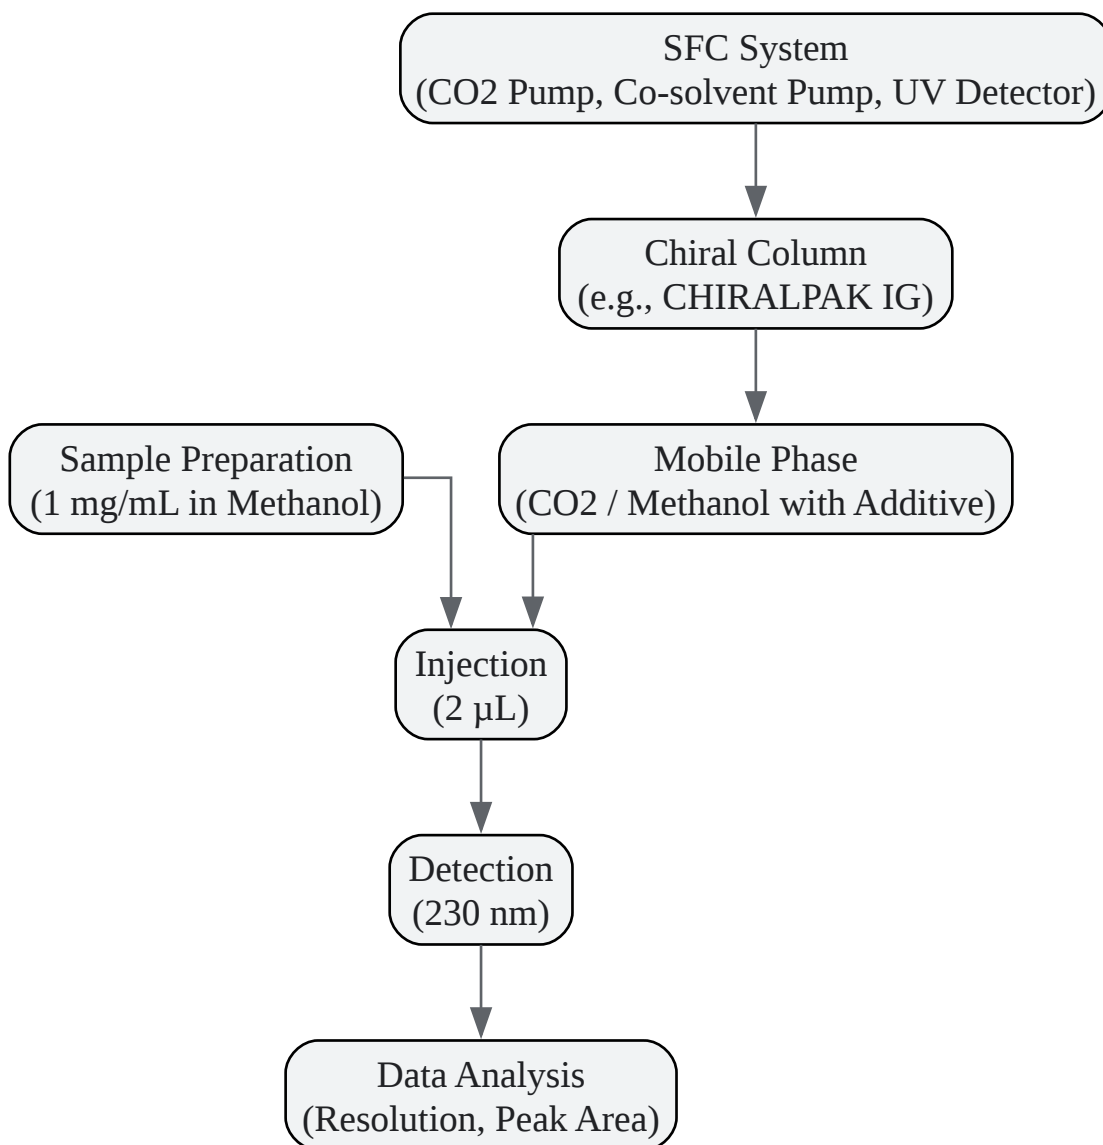 SFC System
(CO2 Pump, Co-solvent Pump, UV Detector)
Chiral Column
(e.g., CHIRALPAK IG)
Sample Preparation
(1 mg/mL in Methanol)
Mobile Phase
(CO2 / Methanol with Additive)
Injection
(2 µL)
Detection
(230 nm)
Data Analysis
(Resolution, Peak Area)